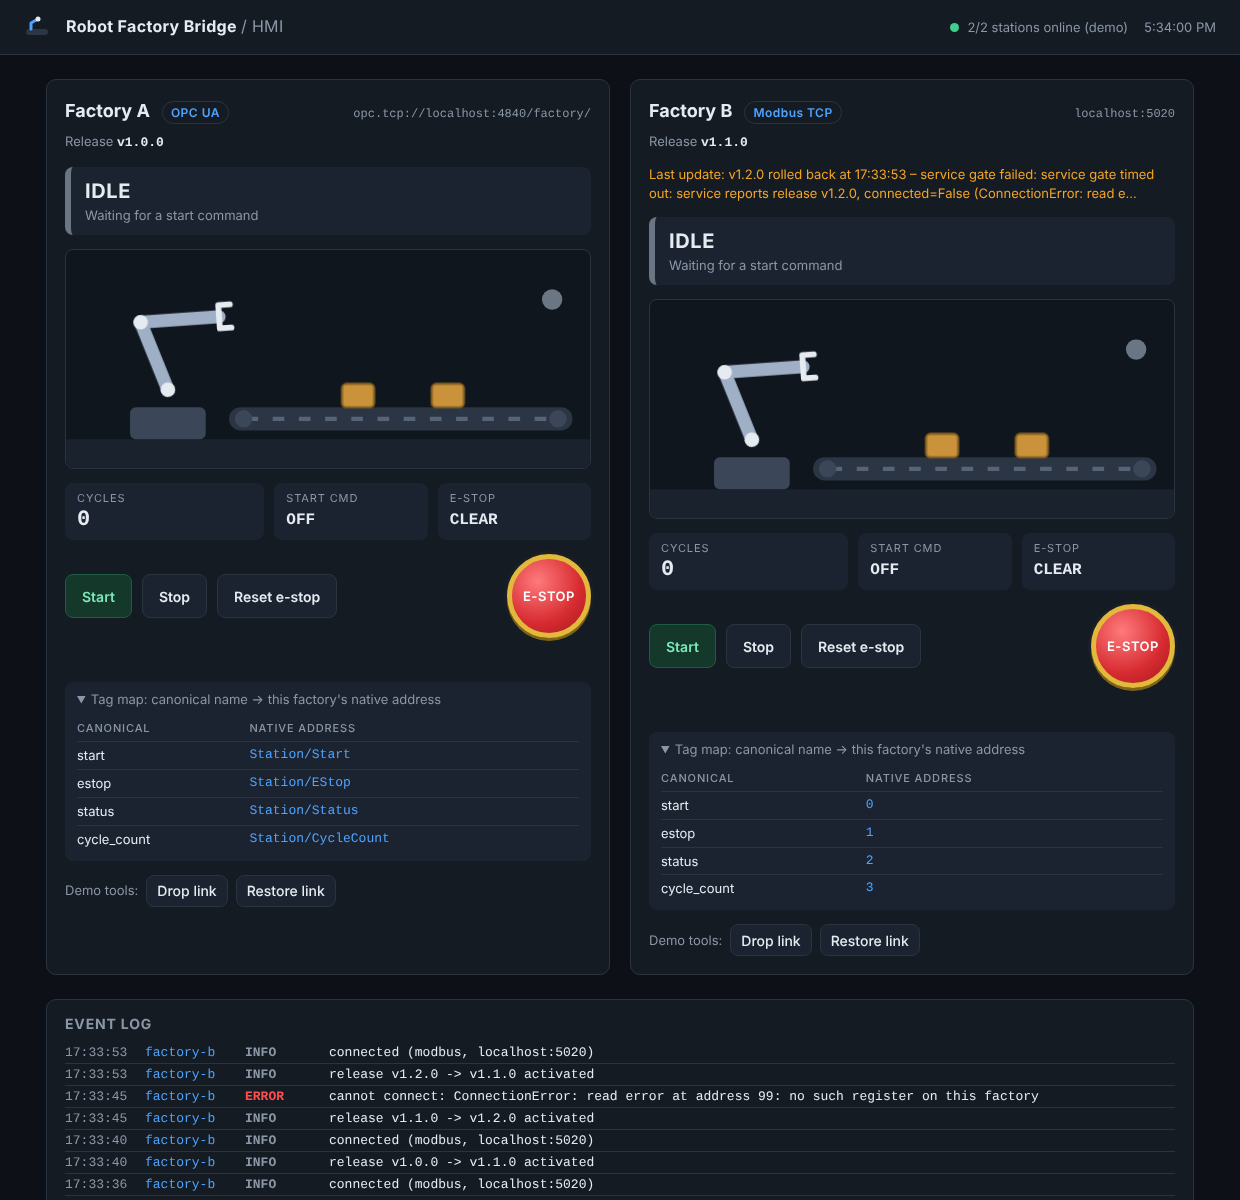 Robot Factory Bridge / HMI
2/2 stations online (demo) 5:34:00 PM
Factory A OPC UA opc.tcp://localhost:4840/factory/
Release v1.0.0
IDLE
Waiting for a start command
CYCLES START CMD E-STOP
0 OFF CLEAR
Start Stop Reset e-stop E-STOP
▼ Tag map: canonical name → this factory's native address
CANONICAL NATIVE ADDRESS
start Station/Start
estop Station/EStop
status Station/Status
cycle_count Station/CycleCount
Demo tools: Drop link Restore link
Factory B Modbus TCP localhost:5020
Release v1.1.0
Last update: v1.2.0 rolled back at 17:33:53 – service gate failed: service gate timed
out: service reports release v1.2.0, connected=False (ConnectionError: read e...
IDLE
Waiting for a start command
CYCLES START CMD E-STOP
0 OFF CLEAR
Start Stop Reset e-stop E-STOP
▼ Tag map: canonical name → this factory's native address
CANONICAL NATIVE ADDRESS
start 0
estop 1
status 2
cycle_count 3
Demo tools: Drop link Restore link
EVENT LOG
17:33:53 factory-b INFO connected (modbus, localhost:5020)
17:33:53 factory-b INFO release v1.2.0 -> v1.1.0 activated
17:33:45 factory-b ERROR cannot connect: ConnectionError: read error at address 99: no such register on this factory
17:33:45 factory-b INFO release v1.1.0 -> v1.2.0 activated
17:33:40 factory-b INFO connected (modbus, localhost:5020)
17:33:40 factory-b INFO release v1.0.0 -> v1.1.0 activated
17:33:36 factory-b INFO connected (modbus, localhost:5020)